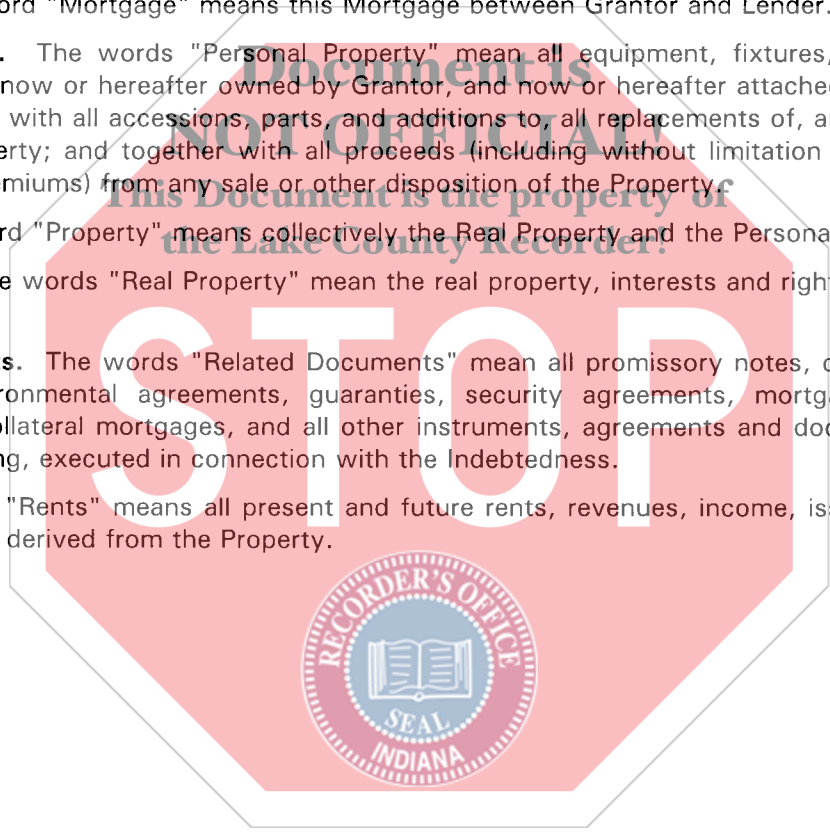 ord "Mortgage" means this Mortgage between Grantor and Lender.
. The words "Personal Property" mean all equipment, fixtures,
now or hereafter owned by Grantor, and now or hereafter attached
with all accessions, parts, and additions to, all replacements of, an
erty; and together with all proceeds (including without limitation
emiums) from any sale or other disposition of the Property.
rd "Property" means collectively the Real Property and the Persona
e words "Real Property" mean the real property, interests and right
s. The words "Related Documents" mean all promissory notes, c
ronmental agreements, guaranties, security agreements, mortga
ollateral mortgages, and all other instruments, agreements and doc
ng, executed in connection with the Indebtedness.
"Rents" means all present and future rents, revenues, income, iss
derived from the Property.
Document is
NOT OFFICIAL!
This Document is the property of
the Lake County Recorder!
STOP
RECORDER'S OFFICE
SEAL
INDIANA